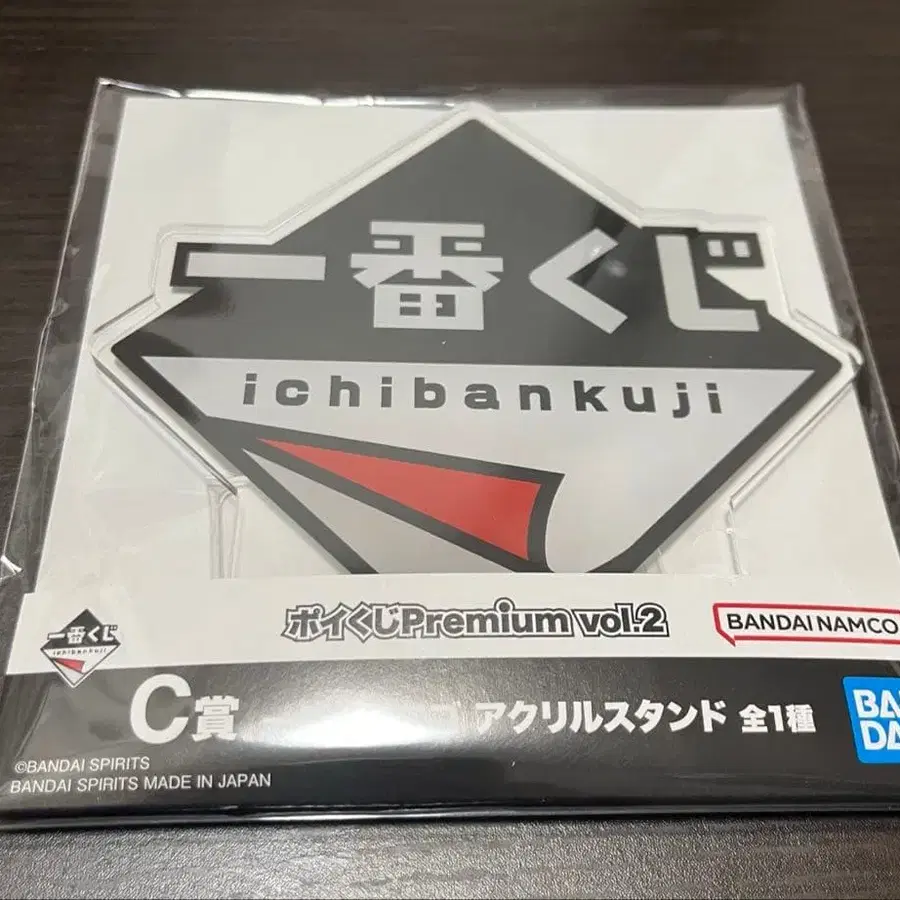 一番くじ
ichibankuji
ポイくじPremium vol.2
BANDAI NAMCO
一番くじ
ichibankuji
C賞
アクリルスタンド 全1種
©BANDAI SPIRITS
BANDAI SPIRITS MADE IN JAPAN